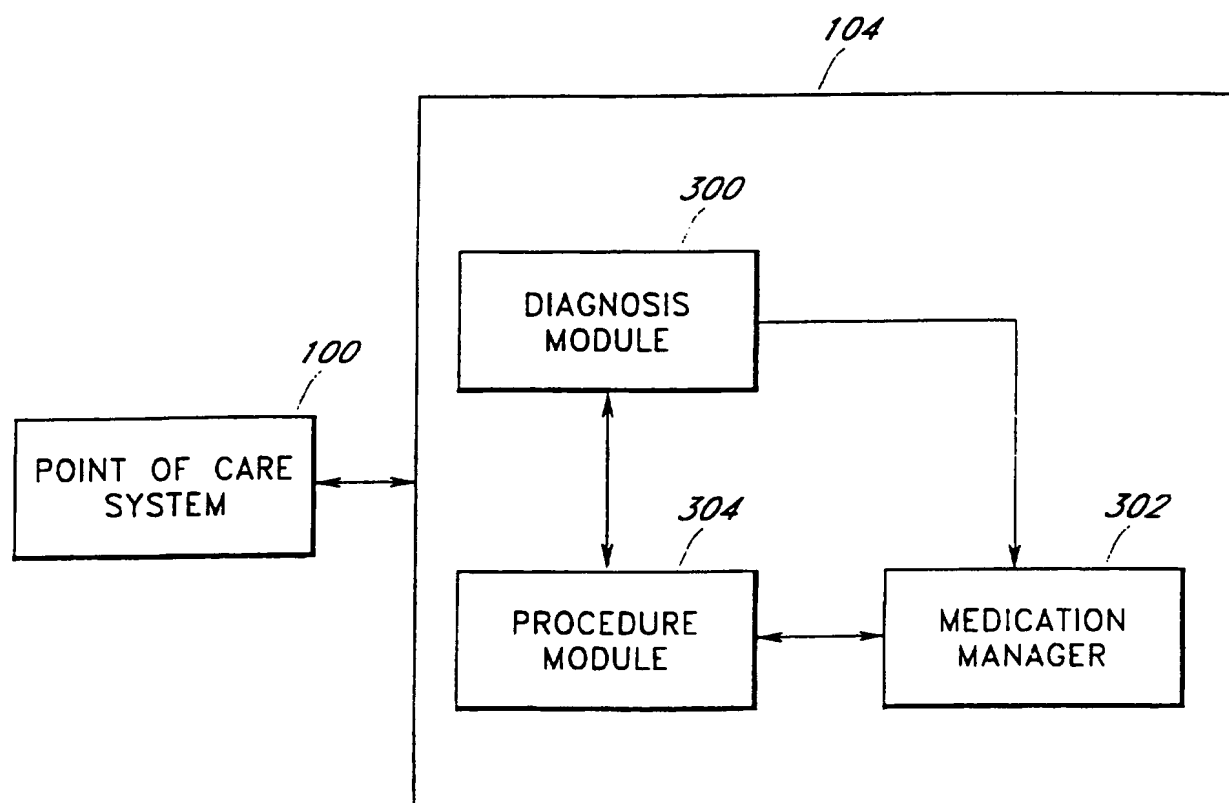 104
300
DIAGNOSIS
MODULE
100
POINT OF CARE
SYSTEM
304
PROCEDURE
MODULE
302
MEDICATION
MANAGER